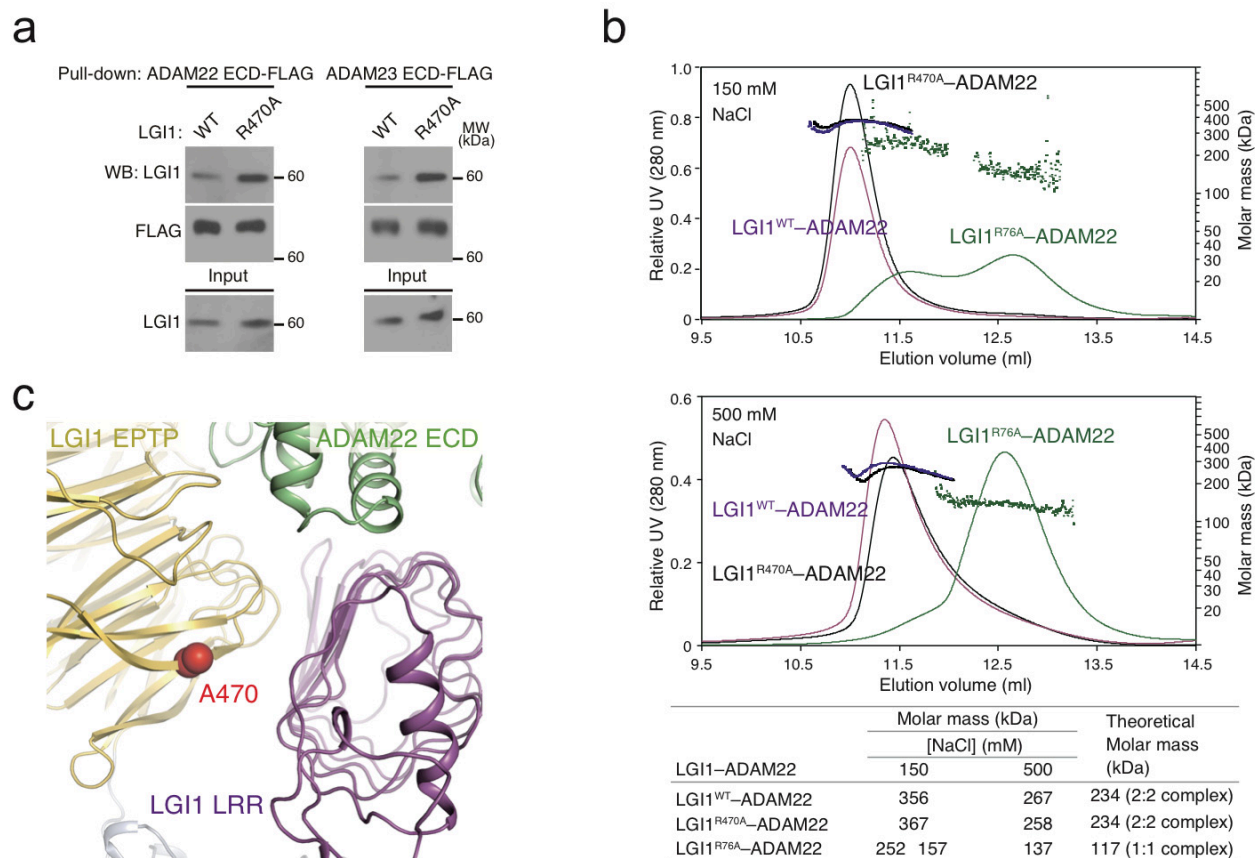 a
Pull-down: ADAM22 ECD-FLAG ADAM23 ECD-FLAG
LGI1: WT R470A WT R470A MW (kDa)
WB: LGI1 60 60
FLAG
60 60
Input Input
LGI1 60 60
b
150 mM NaCl
LGI1R470A–ADAM22
LGI1WT–ADAM22
LGI1R76A–ADAM22
Relative UV (280 nm)
1.0
0.8
0.6
0.4
0.2
0
Molar mass (kDa)
500
400
300
200
100
50
40
30
20
9.5 10.5 11.5 12.5 13.5 14.5
Elution volume (ml)
500 mM NaCl
LGI1R76A–ADAM22
LGI1WT–ADAM22
LGI1R470A–ADAM22
Relative UV (280 nm)
0.6
0.4
0.2
0
Molar mass (kDa)
500
400
300
200
100
50
40
30
20
9.5 10.5 11.5 12.5 13.5 14.5
Elution volume (ml)
Molar mass (kDa) Theoretical Molar mass (kDa)
[NaCl] (mM)
LGI1–ADAM22 150 500
LGI1WT–ADAM22 356 267 234 (2:2 complex)
LGI1R470A–ADAM22 367 258 234 (2:2 complex)
LGI1R76A–ADAM22 252 157 137 117 (1:1 complex)
c
LGI1 EPTP
ADAM22 ECD
A470
LGI1 LRR